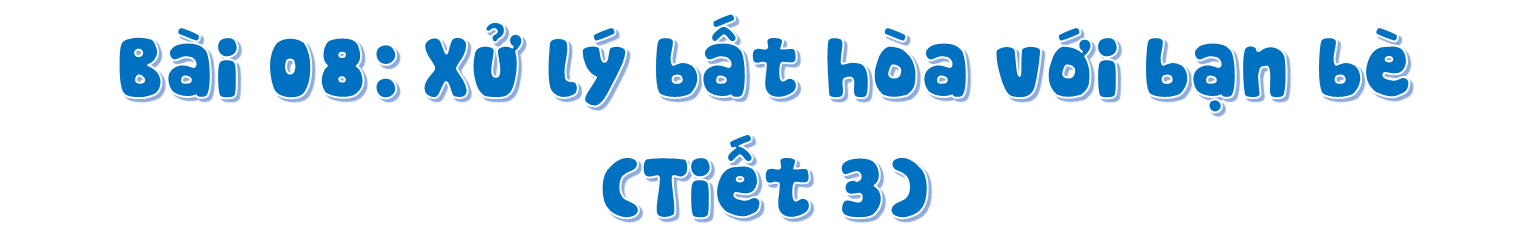 Bài 08: Xử lý bất hòa với bạn bè
(Tiết 3)